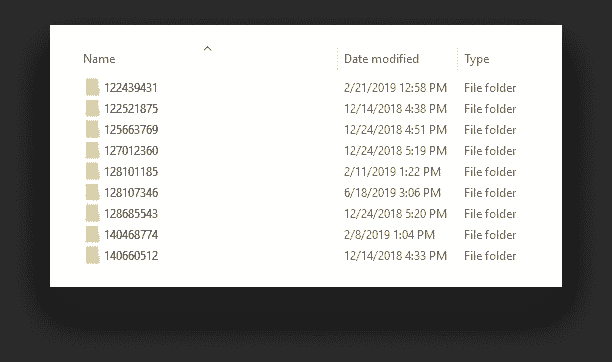 Name Date modified Type
122439431 2/21/2019 12:58 PM File folder
122521875 12/14/2018 4:38 PM File folder
125663769 12/24/2018 4:51 PM File folder
127012360 12/24/2018 5:19 PM File folder
128101185 2/11/2019 1:22 PM File folder
128107346 6/18/2019 3:06 PM File folder
128685543 12/24/2018 5:20 PM File folder
140468774 2/8/2019 1:04 PM File folder
140660512 12/14/2018 4:33 PM File folder